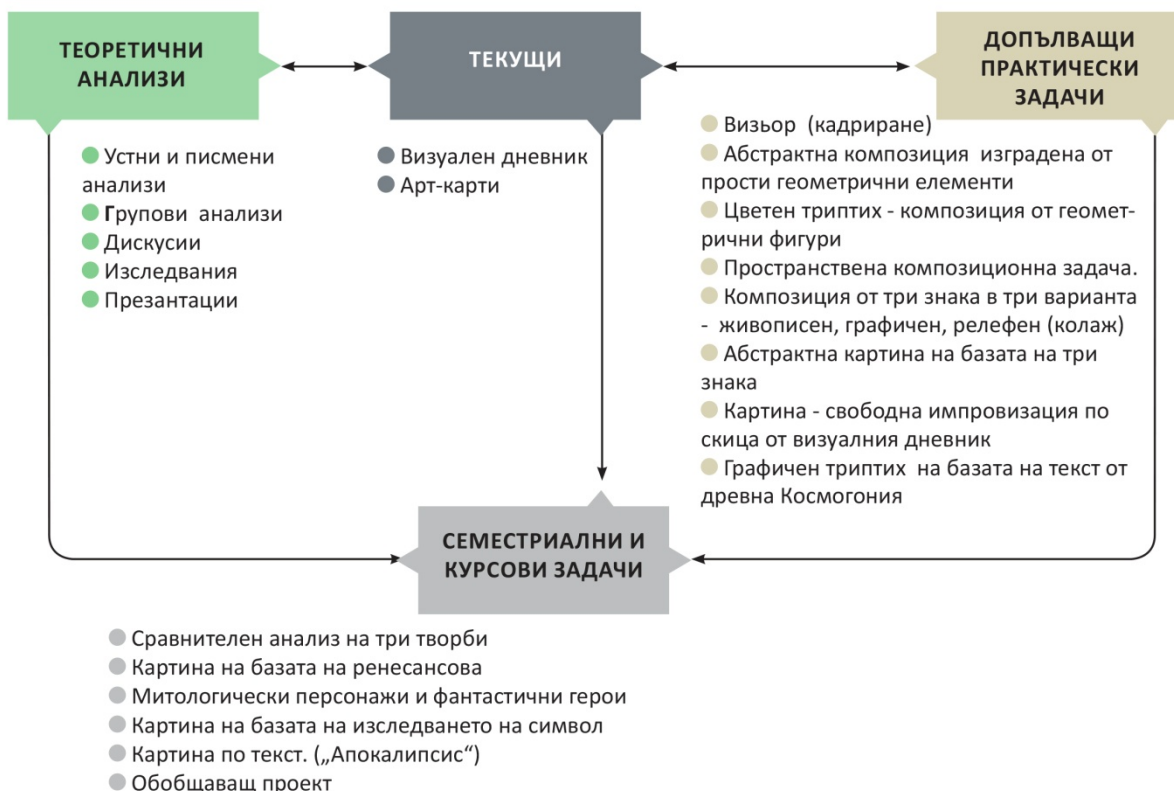 ТЕОРЕТИЧНИ
АНАЛИЗИ
Устни и писмени
анализи
Групови анализи
Дискусии
Изследвания
Презантации
ТЕКУЩИ
Визуален дневник
Арт-карти
ДОПЪЛВАЩИ
ПРАКТИЧЕСКИ
ЗАДАЧИ
Визьор (кадриране)
Абстрактна композиция изградена от
прости геометрични елементи
Цветен триптих - композиция от геомет-
рични фигури
Пространствена композиционна задача.
Композиция от три знака в три варианта
- живописен, графичен, релефен (колаж)
Абстрактна картина на базата на три
знака
Картина - свободна импровизация по
скица от визуалния дневник
Графичен триптих на базата на текст от
древна Космогония
СЕМЕСТРИАЛНИ И
КУРСОВИ ЗАДАЧИ
Сравнителен анализ на три творби
Картина на базата на ренесансова
Митологически персонажи и фантастични герои
Картина на базата на изследването на символ
Картина по текст. („Апокалипсис“)
Обобщаващ проект